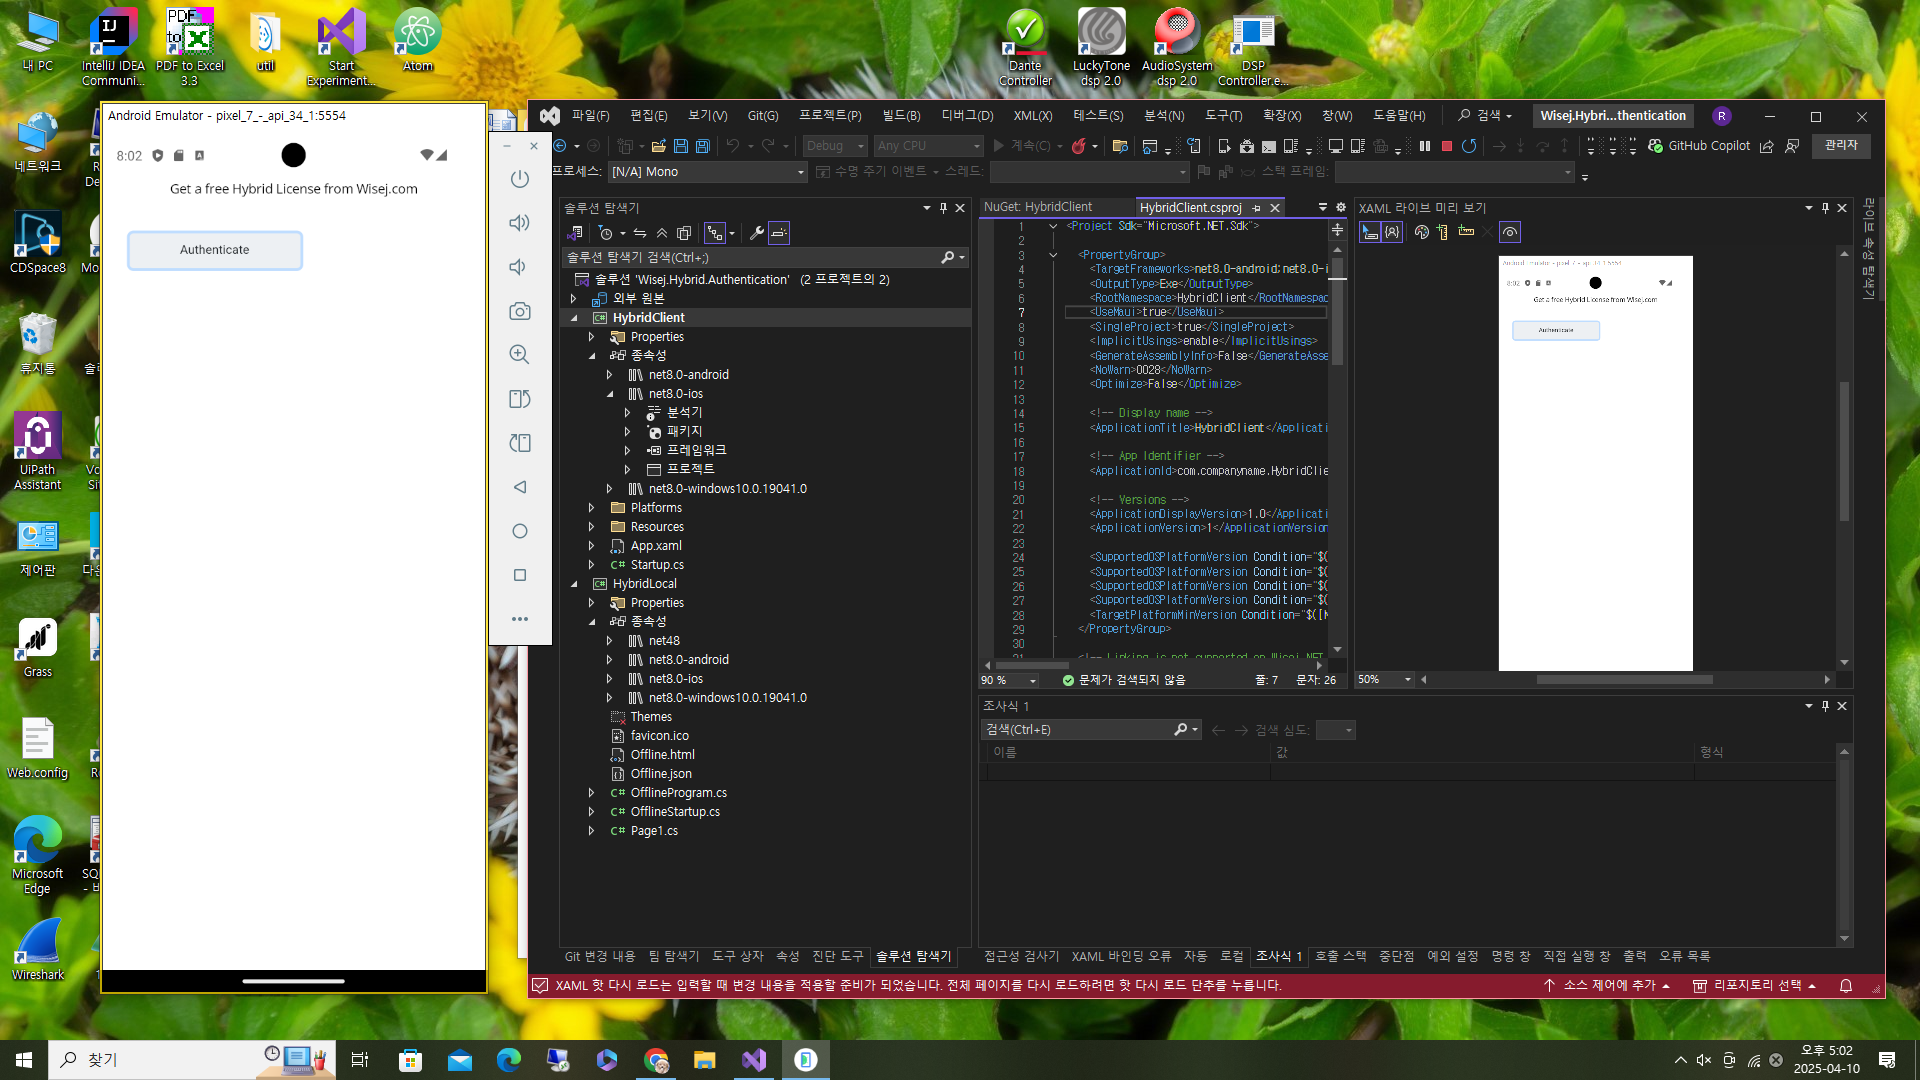 내 PC
IntelliJ IDEA
Communi...
PDF to Excel
3.3
util
Start
Experiment...
Atom
Dante
Controller
LuckyTone
dsp 2.0
AudioSystem
dsp 2.0
DSP
Controller.e...
네트워크
CDSpace8
휴지통
UiPath
Assistant
제어판
Grass
Web.config
Microsoft
Edge
Wireshark
Android Emulator - pixel_7_-_api_34_1:5554
8:02
Get a free Hybrid License from Wisej.com
Authenticate
파일(F) 편집(E) 보기(V) Git(G) 프로젝트(P) 빌드(B) 디버그(D) XML(X) 테스트(S) 분석(N) 도구(T) 확장(X) 창(W) 도움말(H) 검색 Wisej.Hybri...thentication R
Debug Any CPU 계속(C) GitHub Copilot 관리자
프로세스: [N/A] Mono 수명 주기 이벤트 스레드: 스택 프레임:
솔루션 탐색기
솔루션 탐색기 검색(Ctrl+;)
솔루션 'Wisej.Hybrid.Authentication' (2 프로젝트의 2)
외부 원본
HybridClient
Properties
종속성
net8.0-android
net8.0-ios
분석기
패키지
프레임워크
프로젝트
net8.0-windows10.0.19041.0
Platforms
Resources
App.xaml
C# Startup.cs
HybridLocal
Properties
종속성
net48
net8.0-android
net8.0-ios
net8.0-windows10.0.19041.0
Themes
favicon.ico
Offline.html
Offline.json
C# OfflineProgram.cs
C# OfflineStartup.cs
C# Page1.cs
Git 변경 내용 팀 탐색기 도구 상자 속성 진단 도구 솔루션 탐색기
NuGet: HybridClient HybridClient.csproj
1 <Project Sdk="Microsoft.NET.Sdk">
2
3 <PropertyGroup>
4 <TargetFrameworks>net8.0-android;net8.0-i
5 <OutputType>Exe</OutputType>
6 <RootNamespace>HybridClient</RootNamespac
7 <UseMaui>true</UseMaui>
8 <SingleProject>true</SingleProject>
9 <ImplicitUsings>enable</ImplicitUsings>
10 <GenerateAssemblyInfo>False</GenerateAsse
11 <NoWarn>0028</NoWarn>
12 <Optimize>False</Optimize>
13
14 <!-- Display name -->
15 <ApplicationTitle>HybridClient</Applicati
16
17 <!-- App Identifier -->
18 <ApplicationId>com.companyname.HybridClie
19
20 <!-- Versions -->
21 <ApplicationDisplayVersion>1.0</Applicati
22 <ApplicationVersion>1</ApplicationVersion
23
24 <SupportedOSPlatformVersion Condition="$(
25 <SupportedOSPlatformVersion Condition="$(
26 <SupportedOSPlatformVersion Condition="$(
27 <SupportedOSPlatformVersion Condition="$(
28 <TargetPlatformMinVersion Condition="$([M
29 </PropertyGroup>
30
90 % 문제가 검색되지 않음 줄: 7 문자: 26
XAML 라이브 미리 보기
Android Emulator - pixel_7_-_api_34_1:5554
8:02
Get a free Hybrid License from Wisej.com
Authenticate
50%
라이브 속성 탐색기
조사식 1
검색(Ctrl+E) 검색 심도:
이름 값 형식
접근성 검사기 XAML 바인딩 오류 자동 로컬 조사식 1 호출 스택 중단점 예외 설정 명령 창 직접 실행 창 출력 오류 목록
XAML 핫 다시 로드는 입력할 때 변경 내용을 적용할 준비가 되었습니다. 전체 페이지를 다시 로드하려면 핫 다시 로드 단추를 누릅니다. 소스 제어에 추가 리포지토리 선택
찾기
오후 5:02
2025-04-10